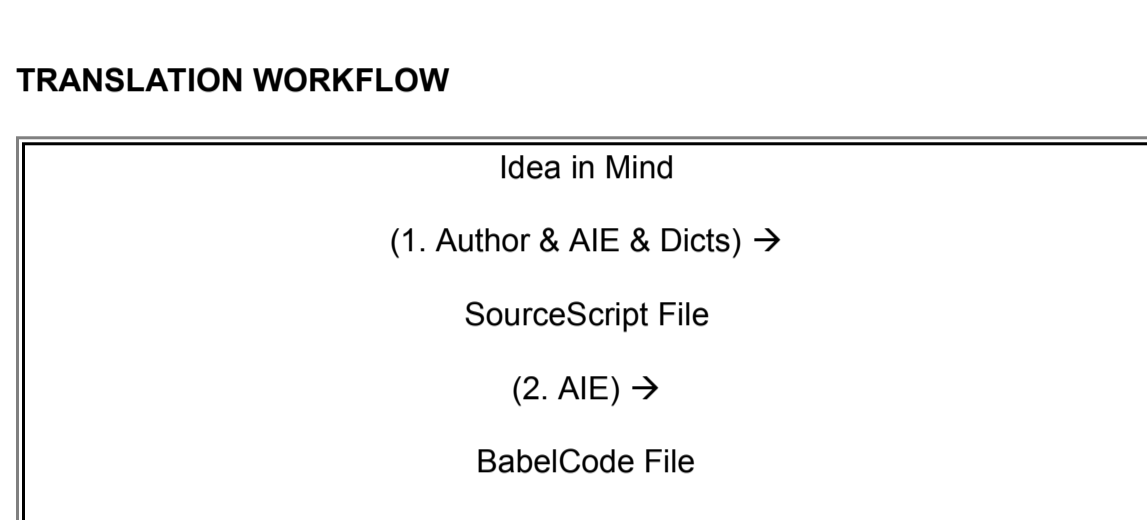 TRANSLATION WORKFLOW
Idea in Mind
(1. Author & AIE & Dicts) →
SourceScript File
(2. AIE) →
BabelCode File